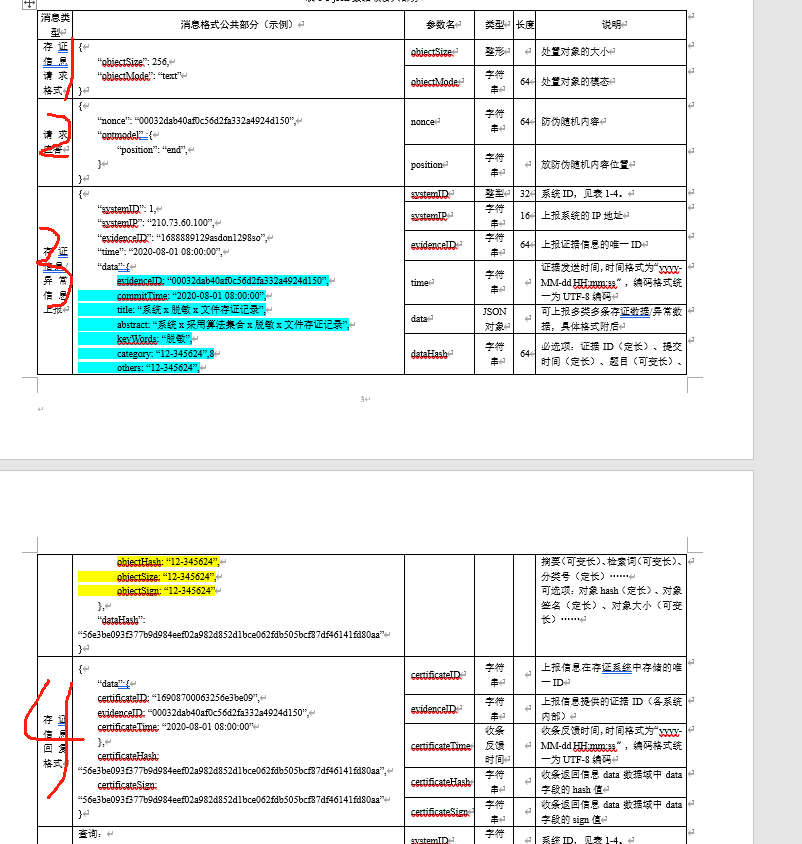 消息类型 消息格式公共部分（示例） 参数名 类型 长度 说明
存证信息请求格式
{
“objectSize”: 256,
“objectMode”: “text”
}
objectSize 整形 处置对象的大小
objectMode 字符串 64 处置对象的模态
请求
{
“nonce”: “00032dab40af0c56d2fa332a4924d150”,
“optmodel”:{
“position”: “end”,
}
}
nonce 字符串 64 防伪随机内容
position 字符串 放防伪随机内容位置
存证信息/异常信息上报
{
“systemID”: 1,
“systemIP”: “210.73.60.100”,
“evidenceID”: “1688889129asdon1298so”,
“time”: “2020-08-01 08:00:00”,
“data”:{
evidenceID: “00032dab40af0c56d2fa332a4924d150”,
commitTime: “2020-08-01 08:00:00”,
title: “系统 x 脱敏 x 文件存证记录”,
abstract: “系统 x 采用算法集合 x 脱敏 x 文件存证记录”,
keyWords: “脱敏”,
category: “12-345624”,8
others: “12-345624”,
systemID 整型 32 系统 ID，见表 1-4。
systemIP 字符串 16 上报系统的 IP 地址
evidenceID 字符串 64 上报证据信息的唯一 ID
time 字符串 证据发送时间,时间格式为“yyyy-
MM-dd HH:mm:ss”，编码格式统
一为 UTF-8 编码
data JSON 对象 可上报多类多条存证数据/异常数
据，具体格式附后
dataHash 字符串 64 必选项：证据 ID（定长）、提交
时间（定长）、题目（可变长）、
3
objectHash: “12-345624”,
objectSize: “12-345624”,
objectSign: “12-345624”
},
“dataHash”:
“56e3be093f377b9d984eef02a982d852d1bce062fdb505bcf87df46141fd80aa”
}
摘要（可变长）、检索词（可变长）、
分类号（定长）……
可选项：对象 hash（定长）、对象
签名（定长）、对象大小（可变
长）……
存证信息回复格式
{
“data”:{
certificateID: “16908700063256e3be09”,
evidenceID: “00032dab40af0c56d2fa332a4924d150”,
certificateTime: “2020-08-01 08:00:00”
},
certificateHash:
“56e3be093f377b9d984eef02a982d852d1bce062fdb505bcf87df46141fd80aa”,
certificateSign:
“56e3be093f377b9d984eef02a982d852d1bce062fdb505bcf87df46141fd80aa”
}
certificateID 字符串 上报信息在存证系统中存储的唯
一 ID
evidenceID 字符串 上报信息提供的证据 ID（各系统
内部）
certificateTime 收条反馈时间 收条反馈时间,时间格式为“yyyy-
MM-dd HH:mm:ss”，编码格式统
一为 UTF-8 编码
certificateHash 字符串 收条返回信息 data 数据域中 data
字段的 hash 值
certificateSign 字符串 收条返回信息 data 数据域中 data
字段的 sign 值
查询：
systemID 字符 系统 ID，见表 1-4。